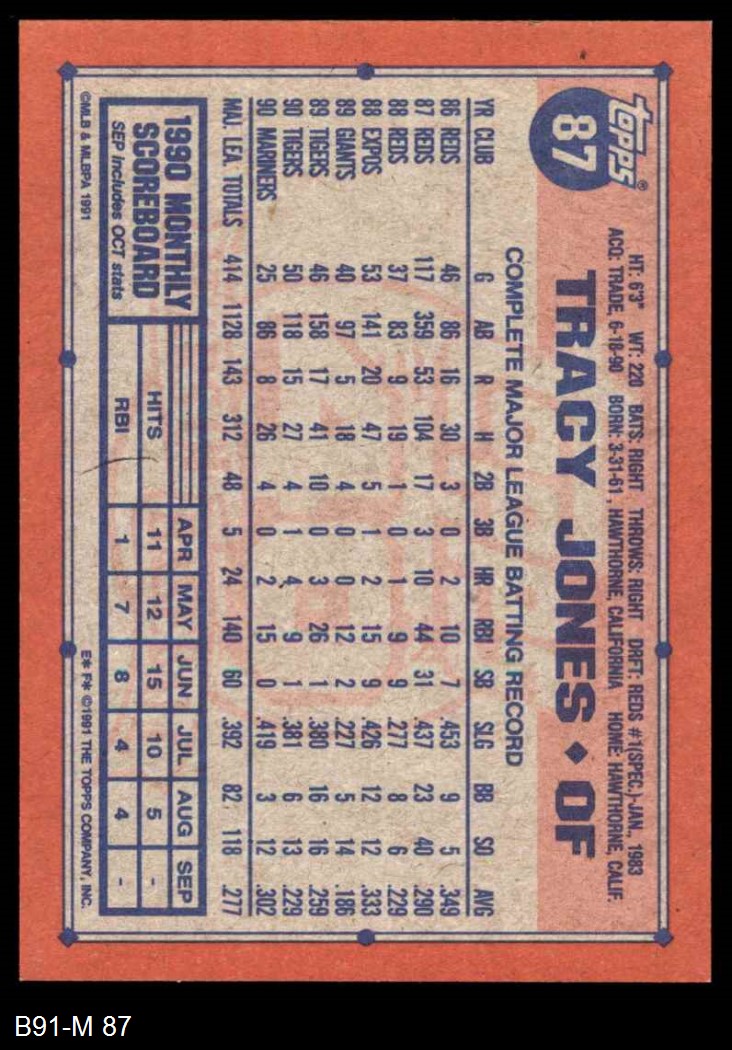 topps®
87
HT: 6'3" WT: 220 BATS: RIGHT THROWS: RIGHT DRFT: REDS #1(SPEC.)-JAN., 1983
ACQ: TRADE, 6-18-90 BORN: 3-31-61, HAWTHORNE, CALIFORNIA HOME: HAWTHORNE, CALIF.
TRACY JONES ♦ OF
COMPLETE MAJOR LEAGUE BATTING RECORD
YR CLUB G AB R H 2B 3B HR RBI SB SLG BB SO AVG
86 REDS 46 86 16 30 3 0 2 10 7 .453 9 5 .349
87 REDS 117 359 53 104 17 3 10 44 31 .437 23 40 .290
88 REDS 37 83 9 19 1 0 1 9 9 .277 8 6 .229
88 EXPOS 53 141 20 47 5 1 2 15 9 .426 12 12 .333
89 GIANTS 40 97 5 18 4 0 0 12 2 .227 5 14 .186
89 TIGERS 46 158 17 41 10 0 3 26 1 .380 16 16 .259
90 TIGERS 50 118 15 27 4 1 4 9 1 .381 6 13 .229
90 MARINERS 25 86 8 26 4 0 2 15 0 .419 3 12 .302
MAJ. LEA. TOTALS 414 1128 143 312 48 5 24 140 60 .392 82 118 .277
1990 MONTHLY
SCOREBOARD
SEP includes OCT stats
APR MAY JUN JUL AUG SEP
HITS 11 12 15 10 5 -
RBI 1 7 8 4 4 -
©MLB & MLBPA 1991
E* F* ©1991 THE TOPPS COMPANY, INC.
B91-M 87